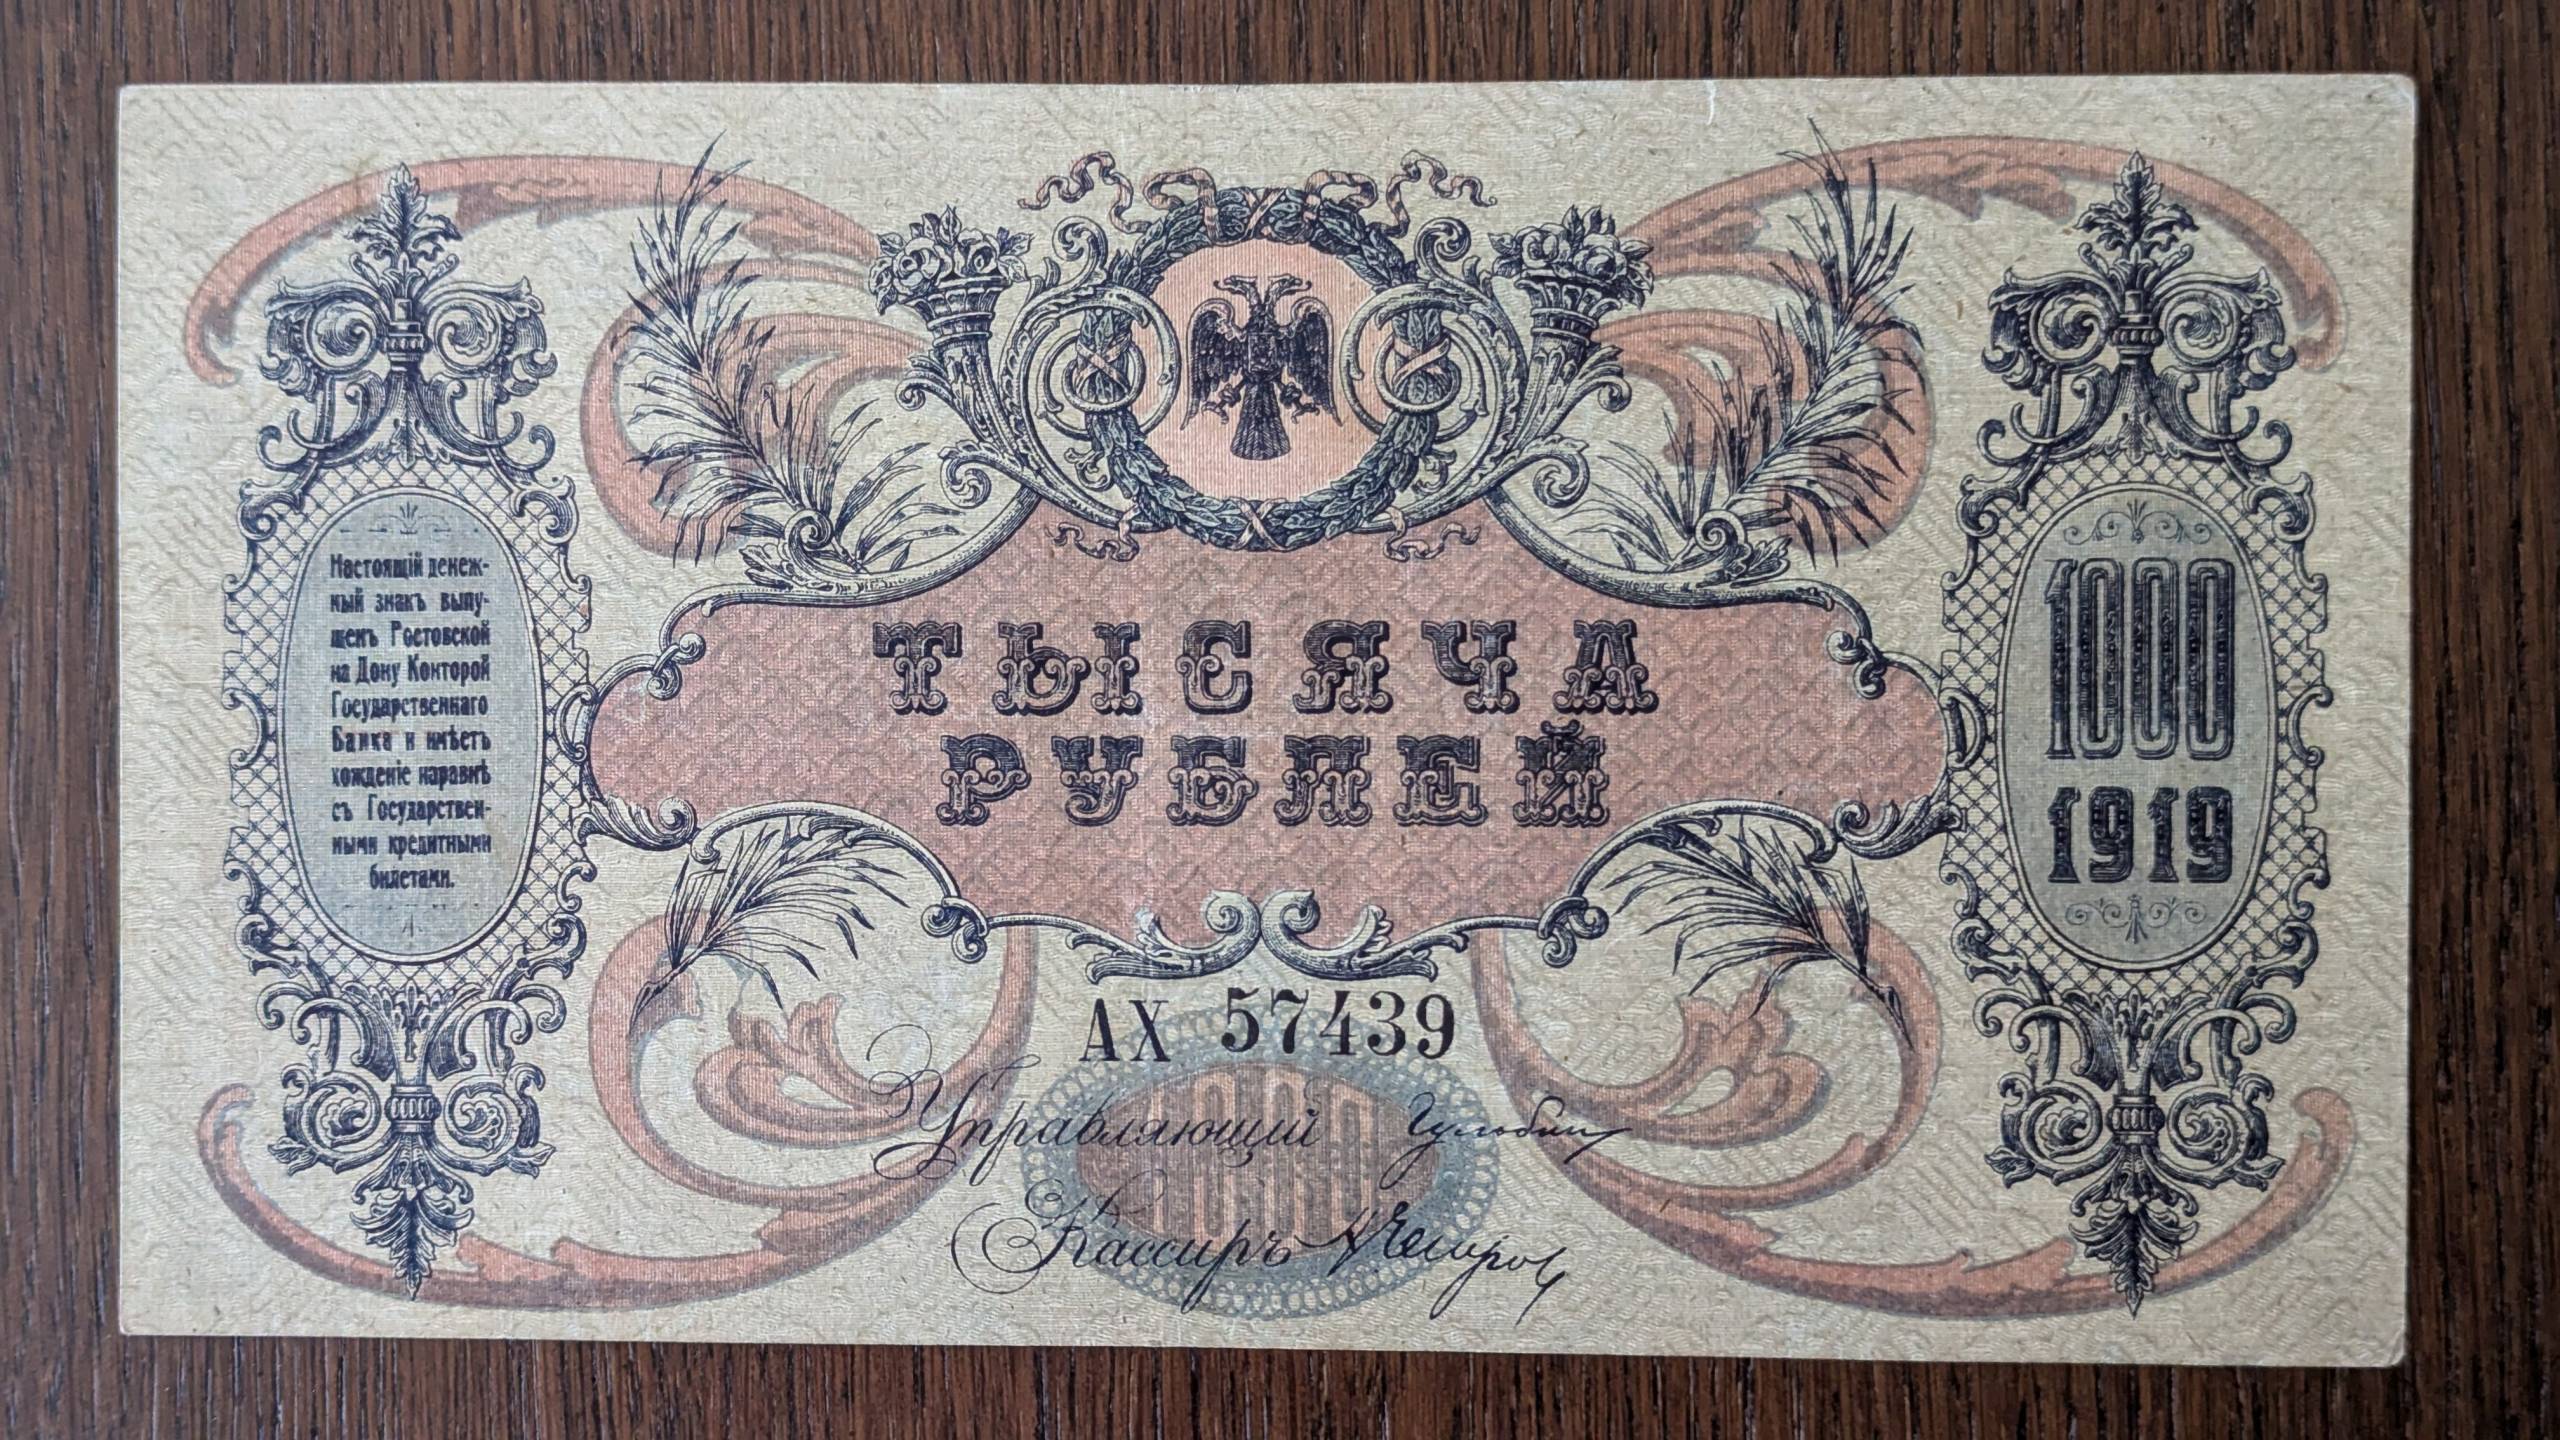 Настоящій денеж-
ный знакъ выпу-
щенъ Ростовской
на Дону Конторой
Государственнаго
Банка и имѣетъ
хожденіе наравнѣ
съ Государствен-
ными кредитными
билетами.
ТЫСЯЧА
РУБЛЕЙ
1000
1919
АХ 57439
1000
Управляющій
Кассиръ